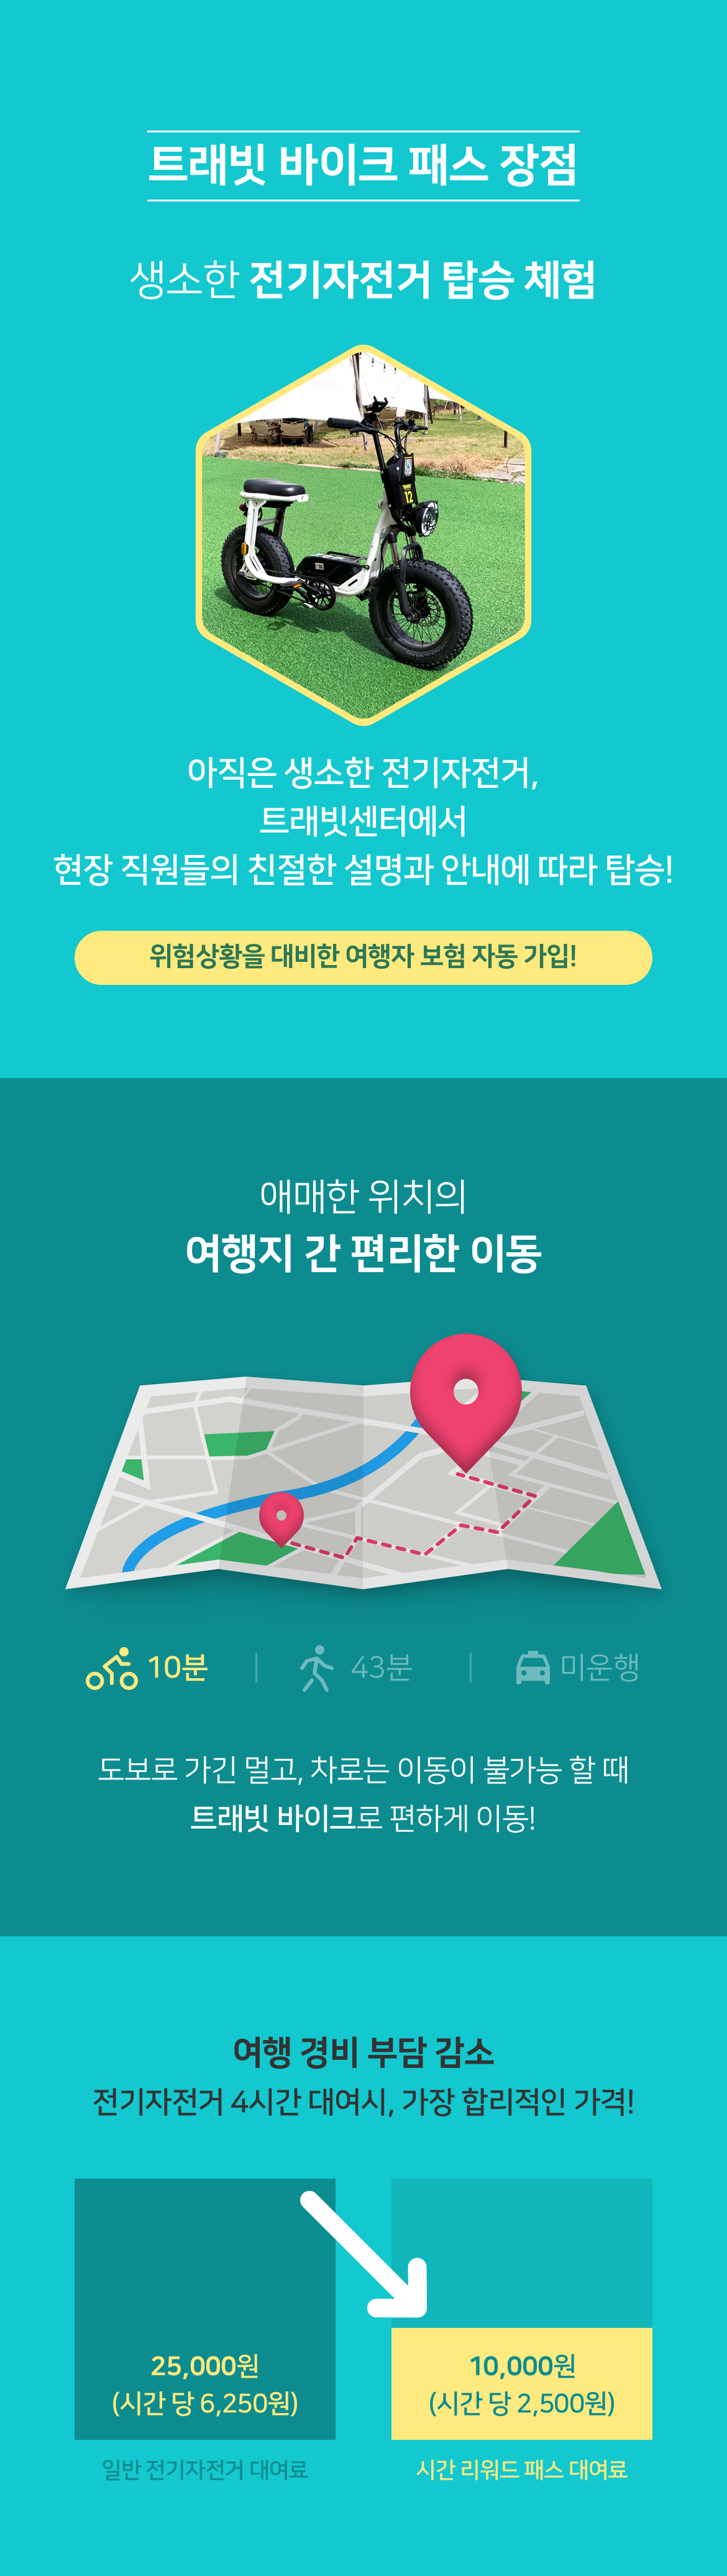 트래빗 바이크 패스 장점
생소한 전기자전거 탑승 체험
12
아직은 생소한 전기자전거,
트래빗센터에서
현장 직원들의 친절한 설명과 안내에 따라 탑승!
위험상황을 대비한 여행자 보험 자동 가입!
애매한 위치의
여행지 간 편리한 이동
10분 | 43분 | 미운행
도보로 가긴 멀고, 차로는 이동이 불가능 할 때
트래빗 바이크로 편하게 이동!
여행 경비 부담 감소
전기자전거 4시간 대여시, 가장 합리적인 가격!
25,000원
(시간 당 6,250원)
일반 전기자전거 대여료
10,000원
(시간 당 2,500원)
시간 리워드 패스 대여료